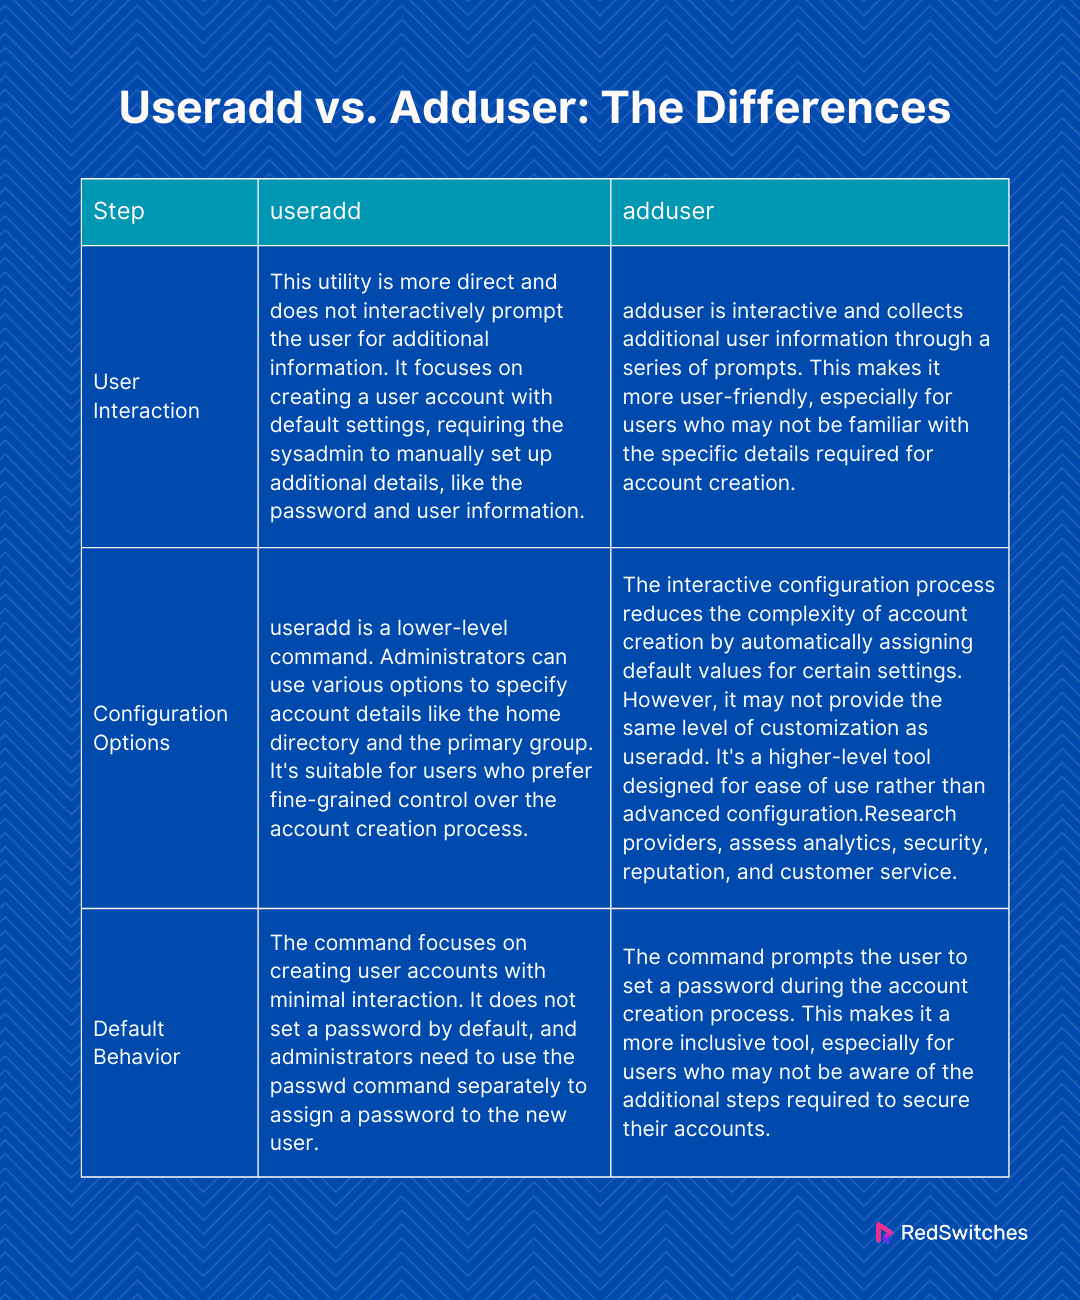 Useradd vs. Adduser: The Differences
Step
useradd
adduser
User
Interaction
This utility is more direct and
does not interactively prompt
the user for additional
information. It focuses on
creating a user account with
default settings, requiring the
sysadmin to manually set up
additional details, like the
password and user information.
adduser is interactive and collects
additional user information through a
series of prompts. This makes it
more user-friendly, especially for
users who may not be familiar with
the specific details required for
account creation.
Configuration
Options
useradd is a lower-level
command. Administrators can
use various options to specify
account details like the home
directory and the primary group.
It's suitable for users who prefer
fine-grained control over the
account creation process.
The interactive configuration process
reduces the complexity of account
creation by automatically assigning
default values for certain settings.
However, it may not provide the
same level of customization as
useradd. It's a higher-level tool
designed for ease of use rather than
advanced configuration.Research
providers, assess analytics, security,
reputation, and customer service.
Default
Behavior
The command focuses on
creating user accounts with
minimal interaction. It does not
set a password by default, and
administrators need to use the
passwd command separately to
assign a password to the new
user.
The command prompts the user to
set a password during the account
creation process. This makes it a
more inclusive tool, especially for
users who may not be aware of the
additional steps required to secure
their accounts.
RedSwitches